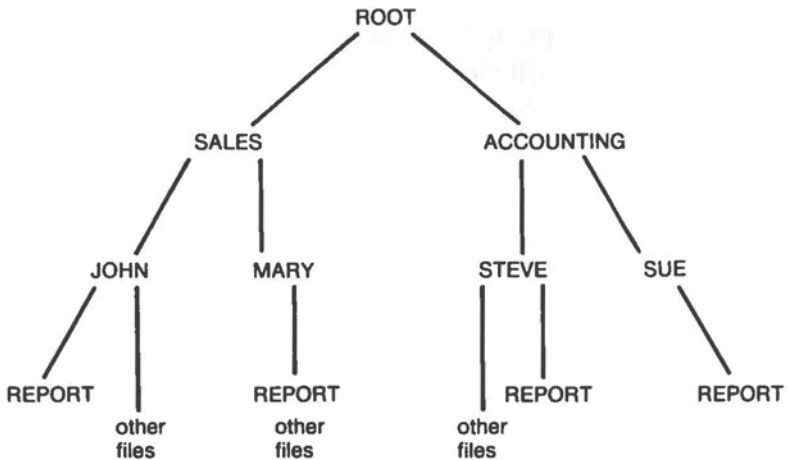 ROOT
SALES ACCOUNTING
JOHN MARY STEVE SUE
REPORT REPORT REPORT REPORT
other other other
files files files